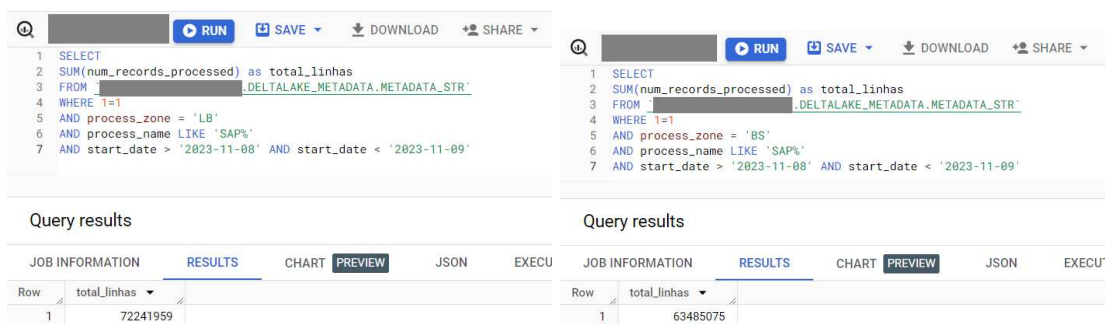 RUN SAVE DOWNLOAD SHARE
1 SELECT
2 SUM(num_records_processed) as total_linhas
3 FROM ` .DELTALAKE_METADATA.METADATA_STR`
4 WHERE 1=1
5 AND process_zone = 'LB'
6 AND process_name LIKE 'SAP%'
7 AND start_date > '2023-11-08' AND start_date < '2023-11-09'
Query results
JOB INFORMATION RESULTS CHART PREVIEW JSON EXECU
Row total_linhas
1 72241959
RUN SAVE DOWNLOAD SHARE
1 SELECT
2 SUM(num_records_processed) as total_linhas
3 FROM ` .DELTALAKE_METADATA.METADATA_STR`
4 WHERE 1=1
5 AND process_zone = 'BS'
6 AND process_name LIKE 'SAP%'
7 AND start_date > '2023-11-08' AND start_date < '2023-11-09'
Query results
JOB INFORMATION RESULTS CHART PREVIEW JSON EXECUT
Row total_linhas
1 63485075